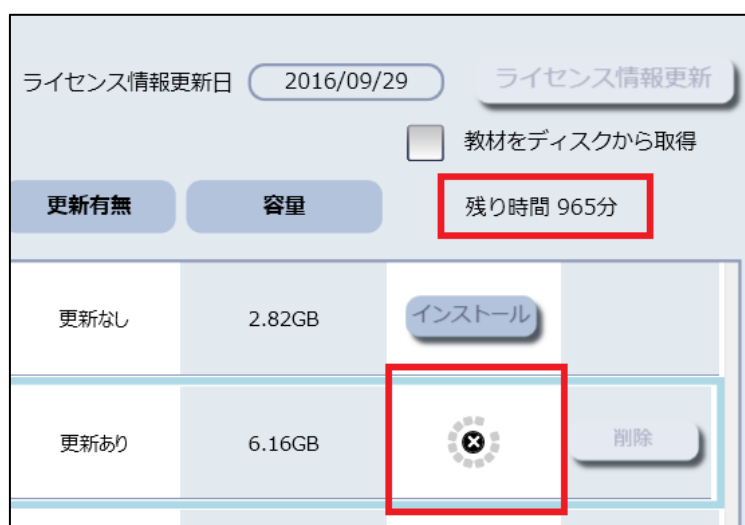 ライセンス情報更新日 2016/09/29 ライセンス情報更新
教材をディスクから取得
更新有無 容量 残り時間 965分
更新なし 2.82GB インストール
更新あり 6.16GB 削除